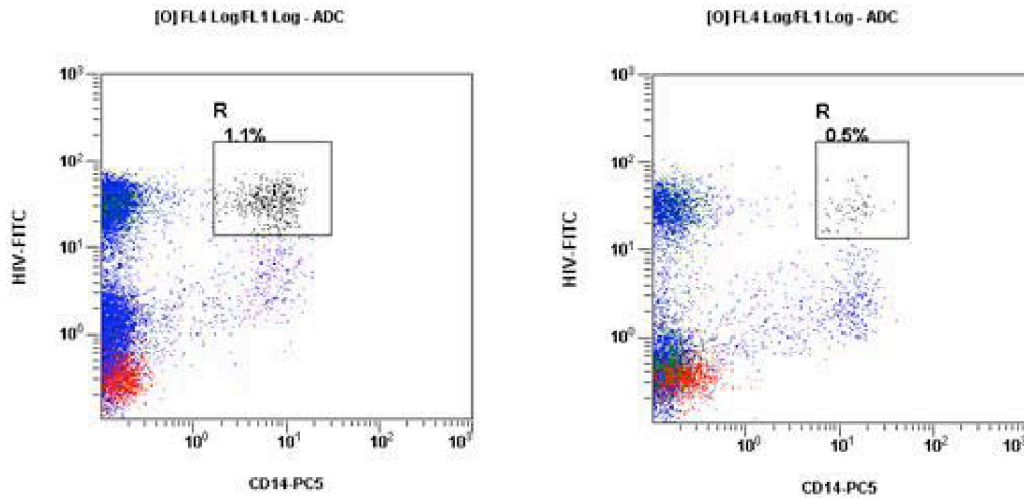 [O] FL4 Log/FL1 Log - ADC
10³
R
1.1%
10²
10¹
10⁰
HIV-FITC
10⁰ 10¹ 10² 10³
CD14-PC5
[O] FL4 Log/FL1 Log - ADC
10³
R
0.5%
10²
10¹
10⁰
HIV-FITC
10⁰ 10¹ 10² 10³
CD14-PC5